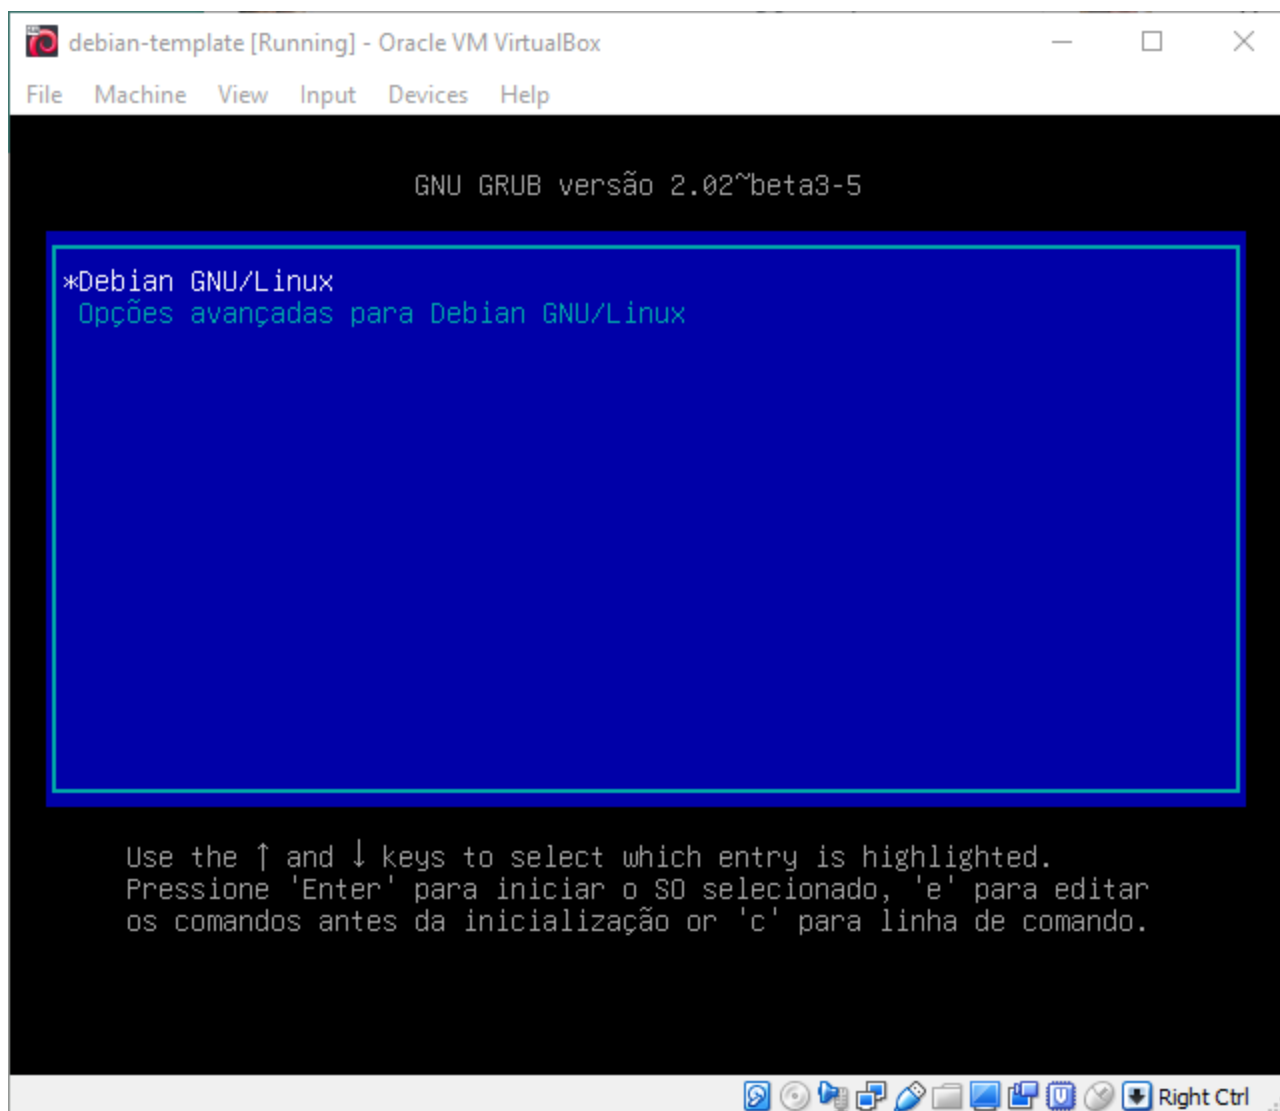 debian-template [Running] - Oracle VM VirtualBox
File Machine View Input Devices Help
GNU GRUB versão 2.02~beta3-5
*Debian GNU/Linux
Opções avançadas para Debian GNU/Linux
Use the ↑ and ↓ keys to select which entry is highlighted.
Pressione 'Enter' para iniciar o SO selecionado, 'e' para editar
os comandos antes da inicialização or 'c' para linha de comando.
Right Ctrl